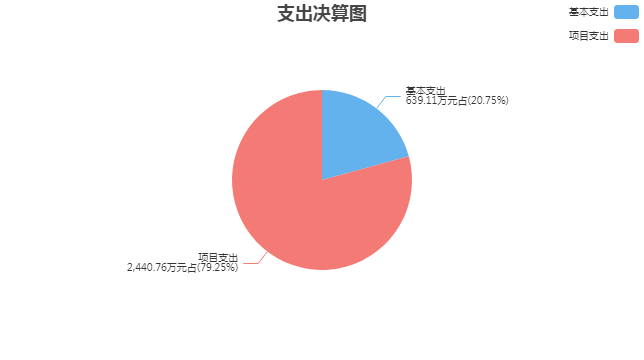 支出决算图
基本支出
项目支出
基本支出
639.11万元占(20.75%)
项目支出
2,440.76万元占(79.25%)